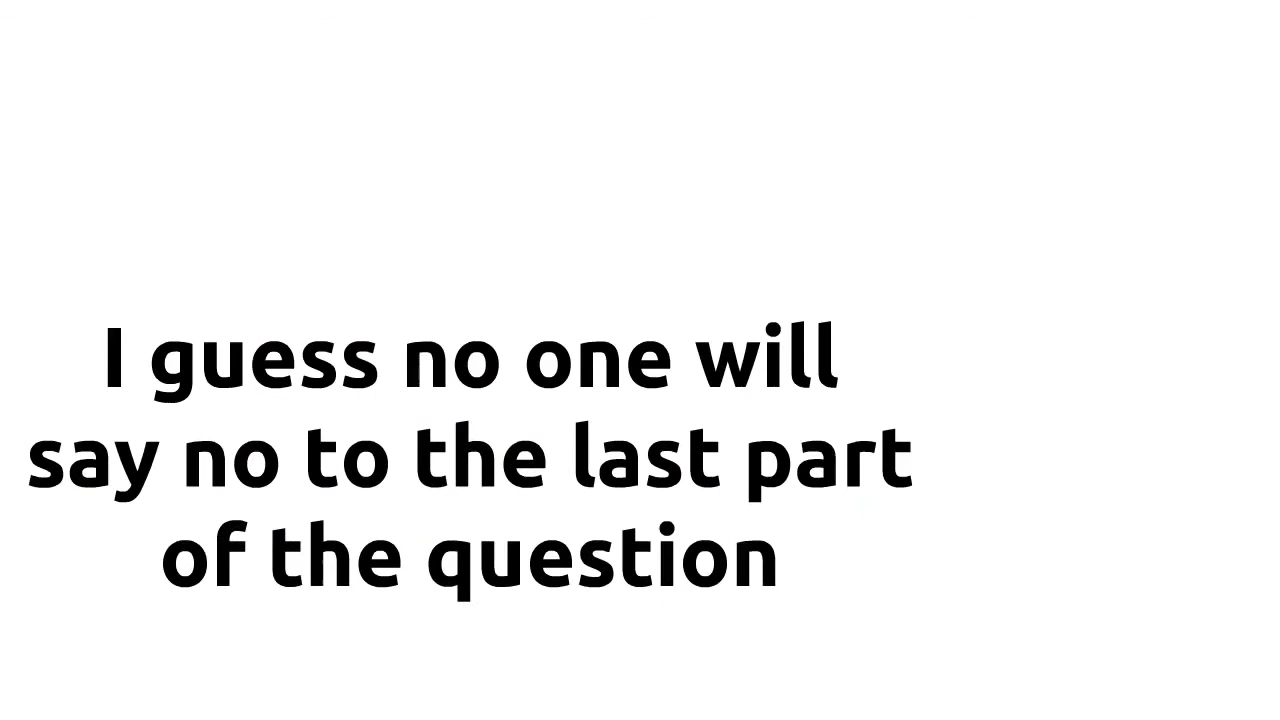 I guess no one will
say no to the last part
of the question